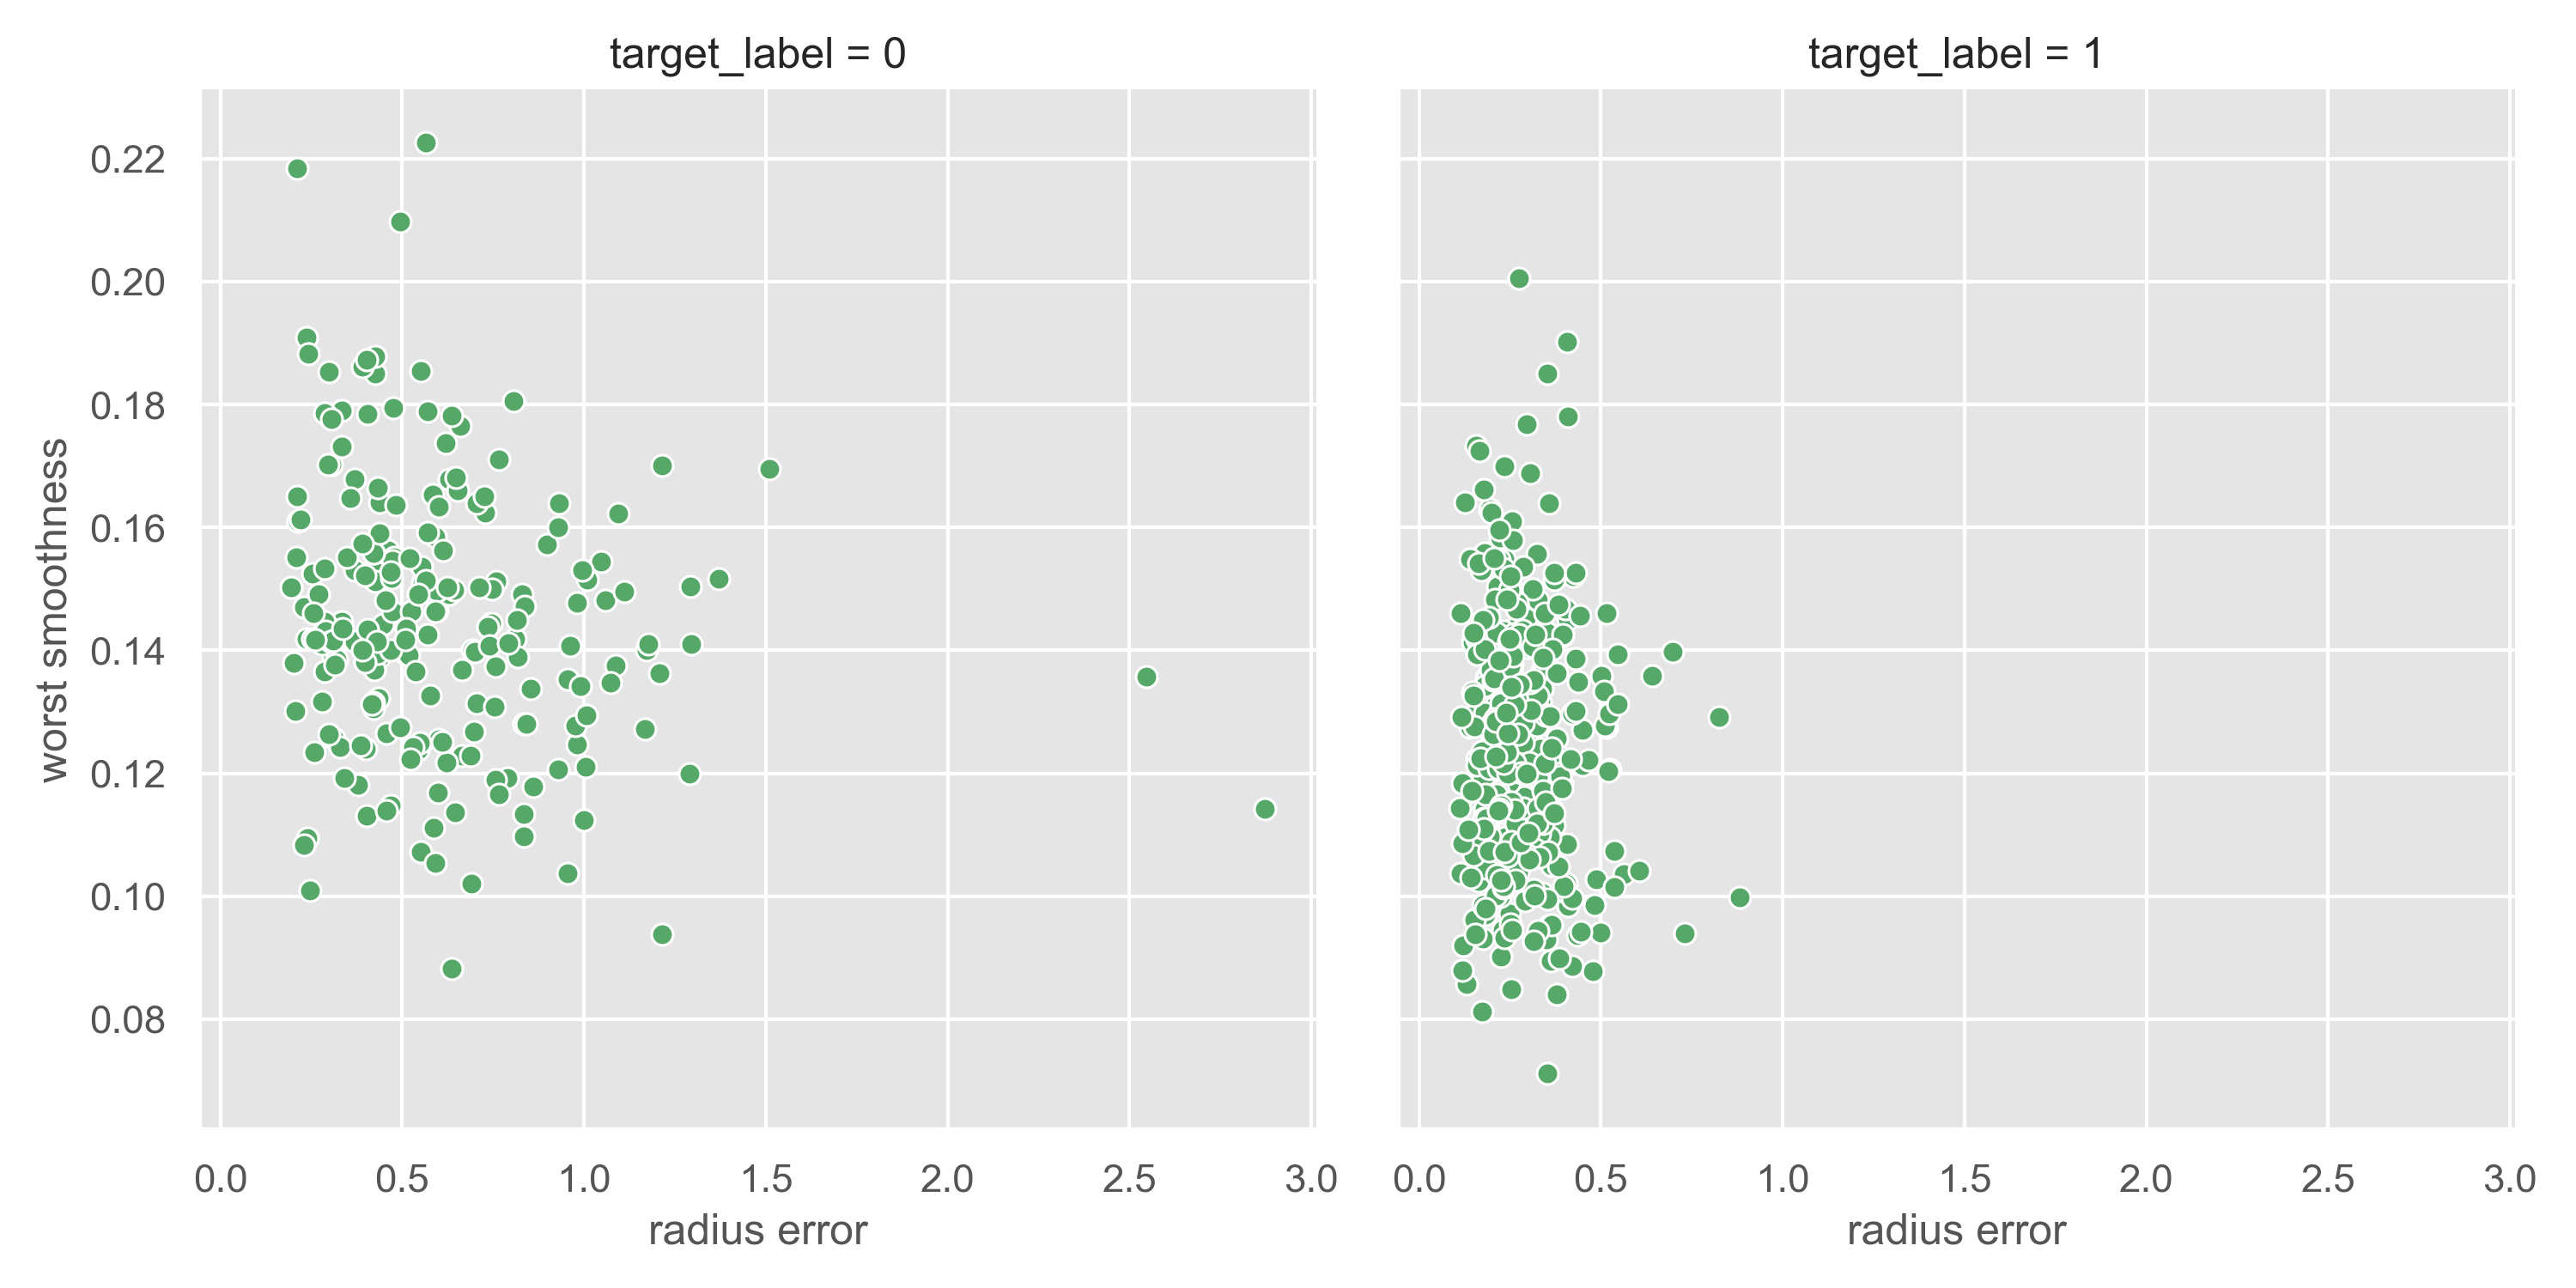 target_label = 0
target_label = 1
0.22
0.20
0.18
0.16
0.14
0.12
0.10
0.08
worst smoothness
0.0 0.5 1.0 1.5 2.0 2.5 3.0
0.0 0.5 1.0 1.5 2.0 2.5 3.0
radius error
radius error